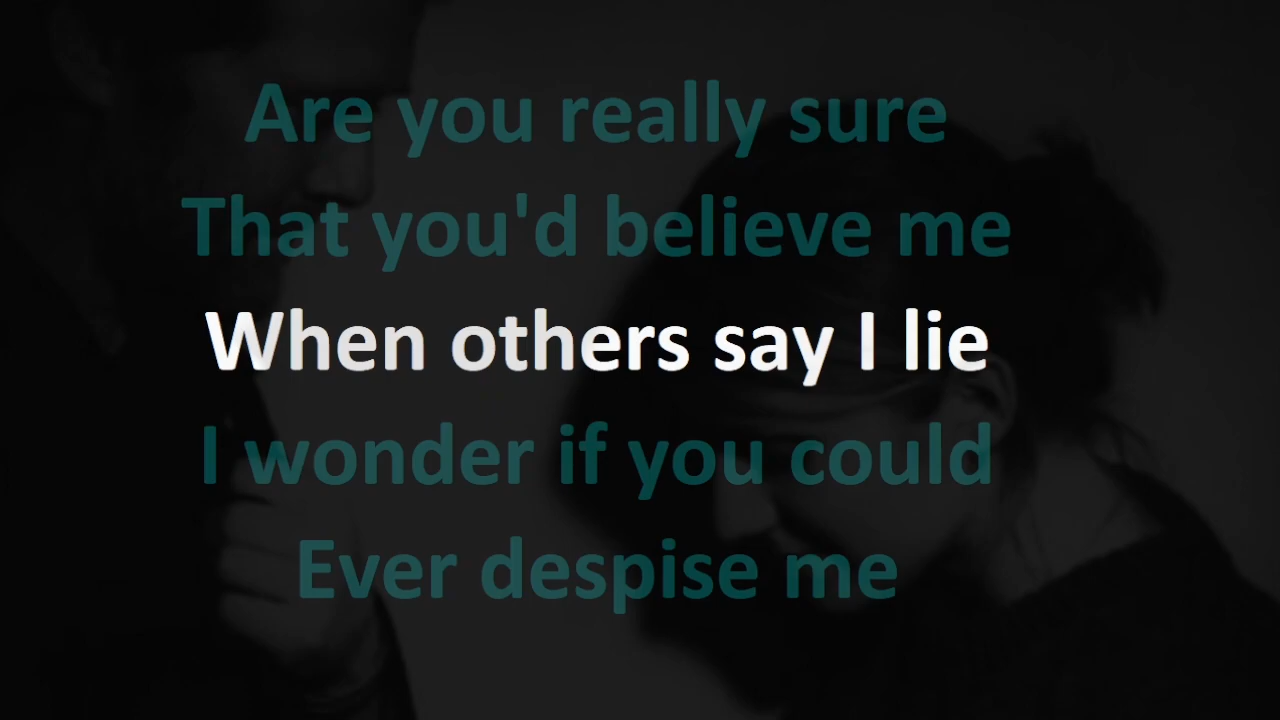 Are you really sure
That you'd believe me
When others say I lie
I wonder if you could
Ever despise me